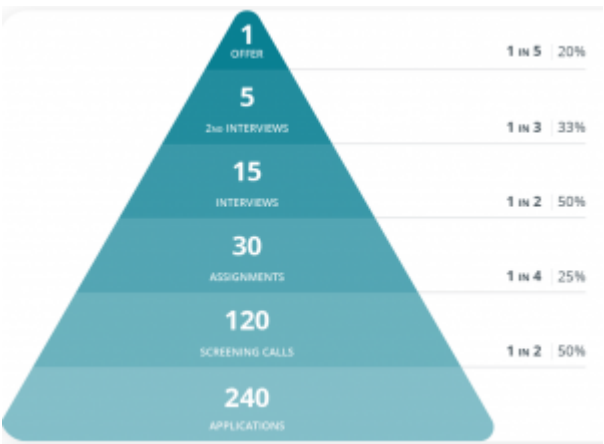 1
OFFER
1 IN 5 20%
5
2ND INTERVIEWS
1 IN 3 33%
15
INTERVIEWS
1 IN 2 50%
30
ASSIGNMENTS
1 IN 4 25%
120
SCREENING CALLS
1 IN 2 50%
240
APPLICATIONS